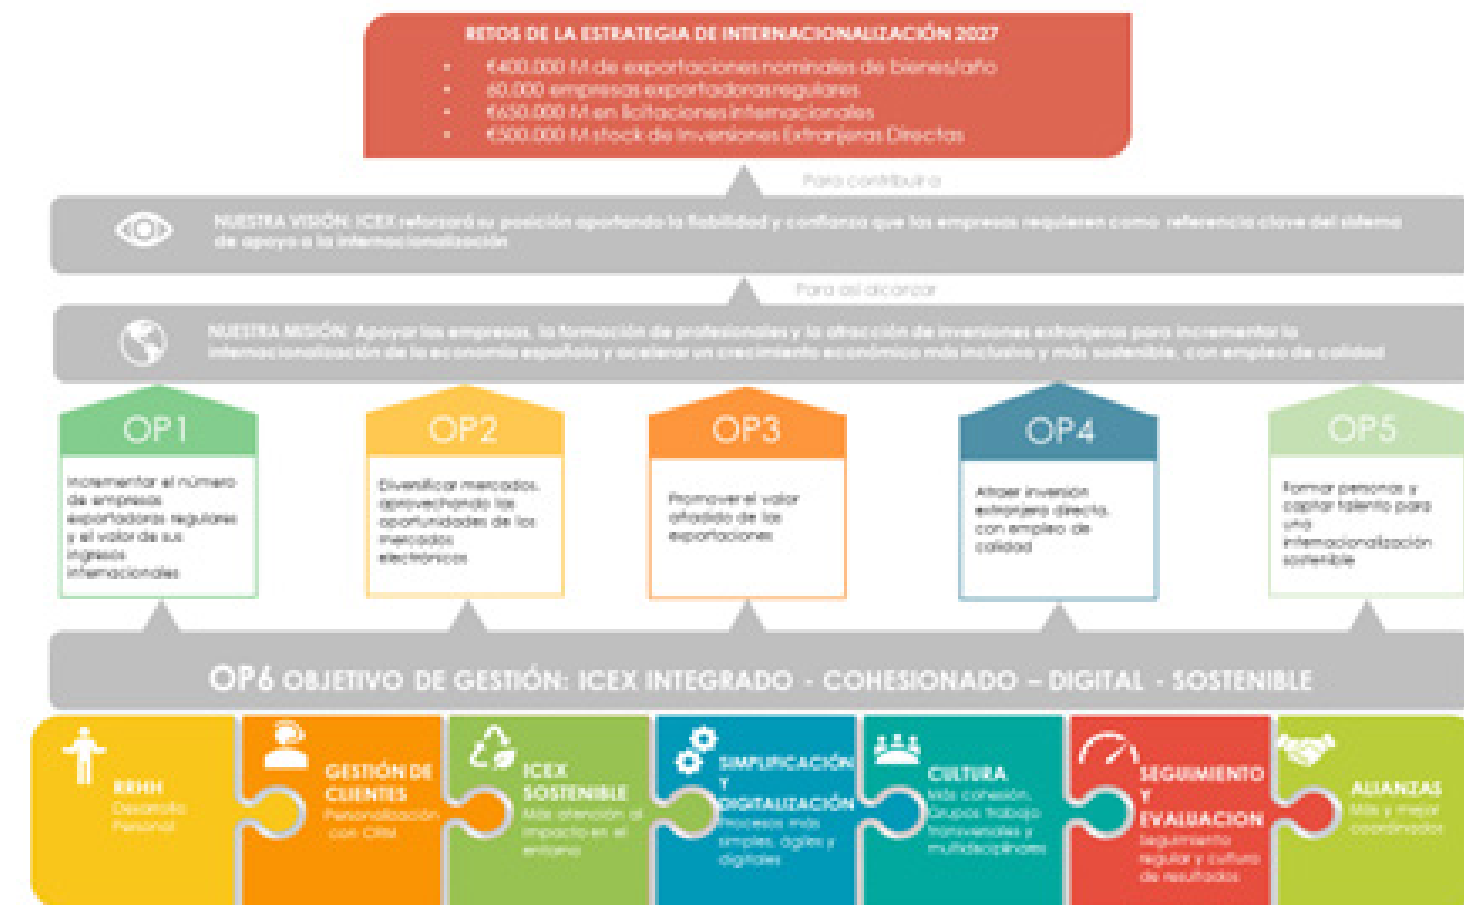 RETOS DE LA ESTRATEGIA DE INTERNACIONALIZACIÓN 2027
• €400.000 M de exportaciones nominales de bienes/año
• 60.000 empresas exportadoras regulares
• €650.000 M en licitaciones internacionales
• €500.000 M stock de Inversiones Extranjeras Directas
Para contribuir a
NUESTRA VISIÓN: ICEX reforzará su posición aportando la fiabilidad y confianza que las empresas requieren como referencia clave del sistema
de apoyo a la internacionalización
Para así alcanzar
NUESTRA MISIÓN: Apoyar las empresas, la formación de profesionales y la atracción de inversiones extranjeras para incrementar la
internacionalización de la economía española y acelerar un crecimiento económico más inclusivo y más sostenible, con empleo de calidad
OP1
Incrementar el número
de empresas
exportadoras regulares
y el valor de sus
ingresos
internacionales
OP2
Diversificar mercados,
aprovechando las
oportunidades de los
mercados
electrónicos
OP3
Promover el valor
añadido de las
exportaciones
OP4
Atraer inversión
extranjera directa,
con empleo de
calidad
OP5
Formar personas y
captar talento para
una
internacionalización
sostenible
OP6 OBJETIVO DE GESTIÓN: ICEX INTEGRADO - COHESIONADO – DIGITAL - SOSTENIBLE
RRHH
Desarrollo
Personal
GESTIÓN DE
CLIENTES
Personalización
con CRM
ICEX
SOSTENIBLE
Más atención al
impacto en el
entorno
SIMPLIFICACIÓN
Y
DIGITALIZACIÓN
Procesos más
simples, ágiles y
digitales
CULTURA
Más cohesión,
Grupos trabajo
transversales y
multidisciplinares
SEGUIMIENTO
Y
EVALUACION
Seguimiento
regular y cultura
de resultados
ALIANZAS
Más y mejor
coordinados